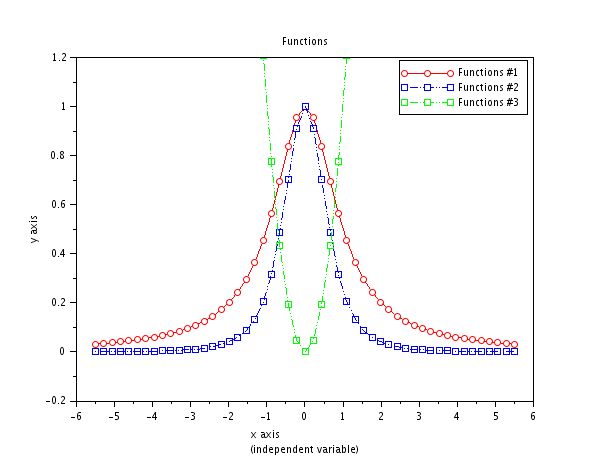 Functions
1.2
1
0.8
0.6
0.4
0.2
0
-0.2
y axis
Functions #1
Functions #2
Functions #3
-6 -5 -4 -3 -2 -1 0 1 2 3 4 5 6
x axis
(independent variable)